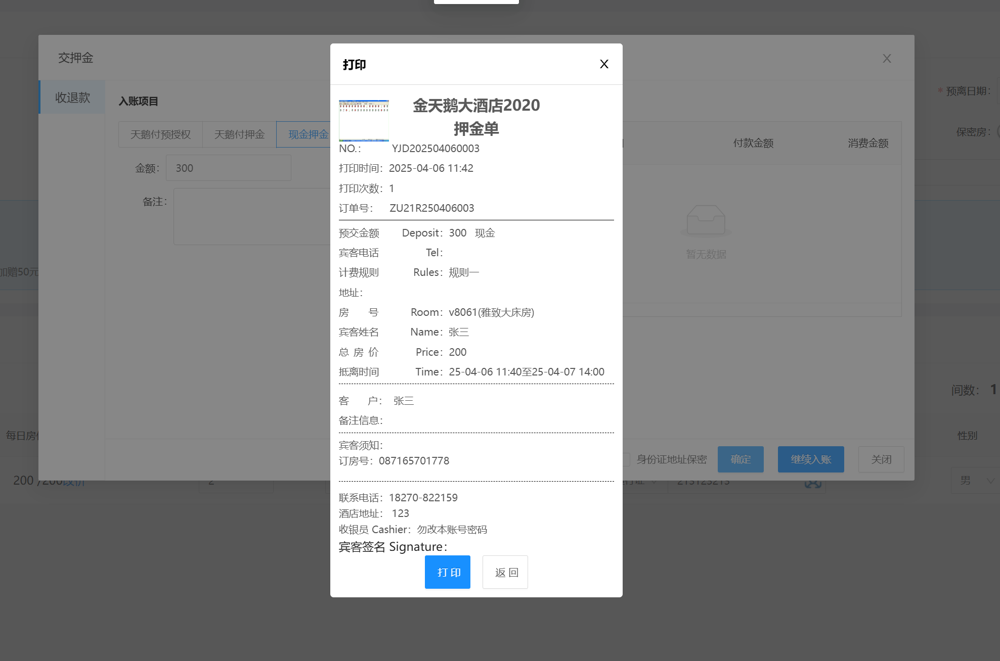 交押金
X
收退款
入账项目
天鹅付预授权
天鹅付押金
现金押金
金额：
300
备注：
付款金额
消费金额
暂无数据
身份证地址保密
确定
继续入账
关闭
* 预离日期：
保密房：
加赠50元
间数： 1
性别
男
200
改价
2
213123213
打印
X
金天鹅大酒店2020
押金单
NO.： YJD202504060003
打印时间：2025-04-06 11:42
打印次数：1
订单号： ZU21R250406003
预交金额 Deposit：300 现金
宾客电话 Tel：
计费规则 Rules：规则一
地址：
房 号 Room：v8061(雅致大床房)
宾客姓名 Name：张三
总 房 价 Price：200
抵离时间 Time：25-04-06 11:40至25-04-07 14:00
客 户： 张三
备注信息：
宾客须知：
订房号：087165701778
联系电话：18270-822159
酒店地址： 123
收银员 Cashier：勿改本账号密码
宾客签名 Signature：
打 印
返 回